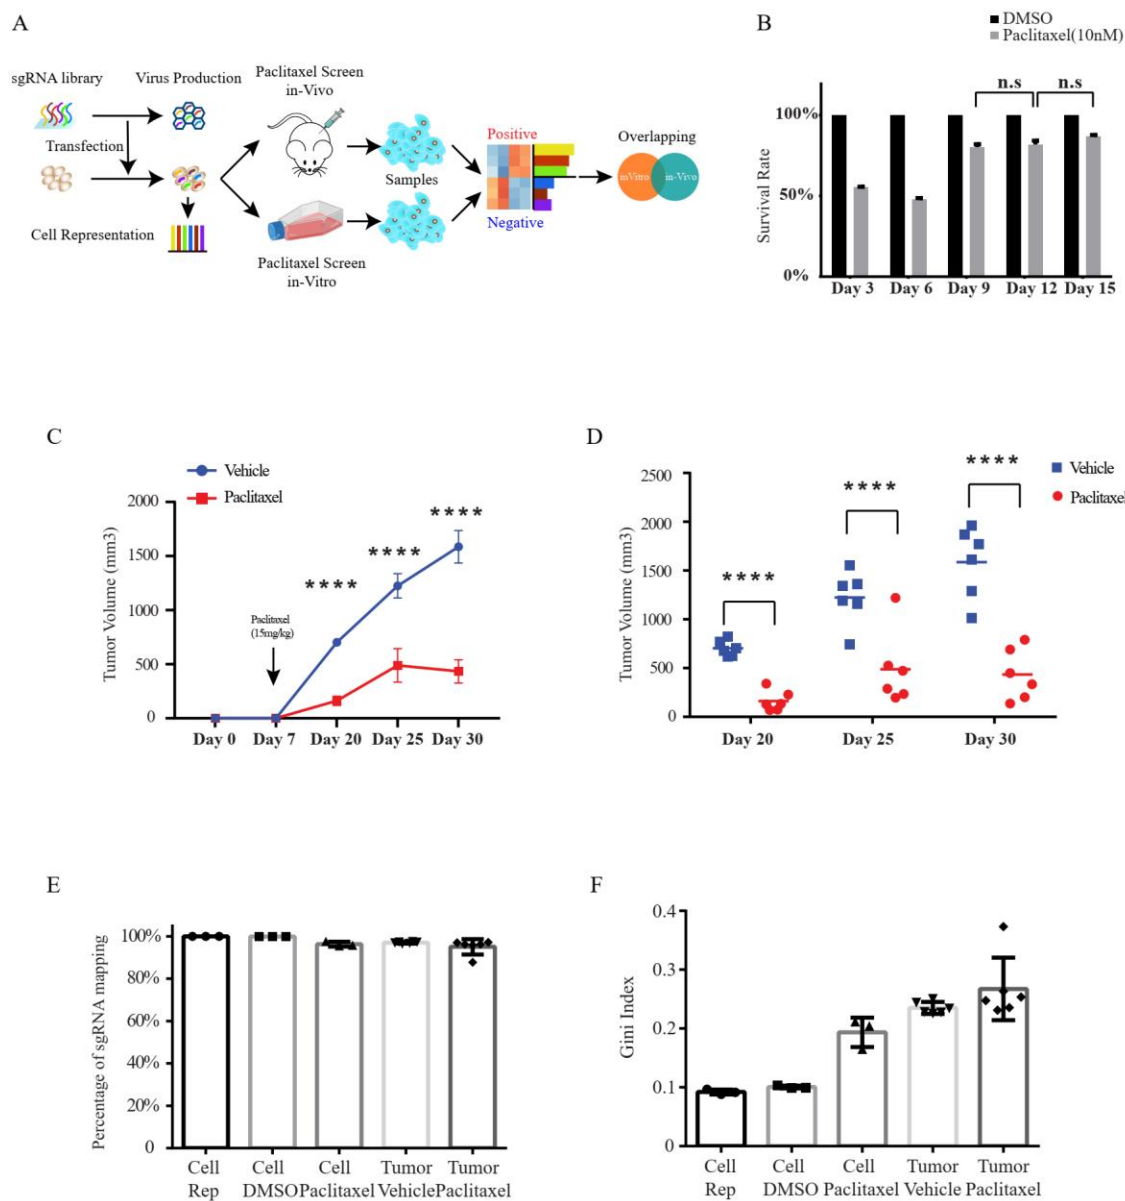 A
sgRNA library
Virus Production
Paclitaxel Screen
in-Vivo
Transfection
Samples
Cell Representation
Paclitaxel Screen
in-Vitro
Positive
Negative
Overlapping
inVitro
in-Vivo
B
DMSO
Paclitaxel(10nM)
n.s
n.s
100%
50%
0%
Survival Rate
Day 3
Day 6
Day 9
Day 12
Day 15
C
Vehicle
Paclitaxel
2000
1500
1000
500
0
Tumor Volume (mm3)
Paclitaxel
(15mg/kg)
****
****
****
Day 0
Day 7
Day 20
Day 25
Day 30
D
Vehicle
Paclitaxel
2500
2000
1500
1000
500
0
Tumor Volume (mm3)
****
****
****
Day 20
Day 25
Day 30
E
100%
80%
60%
40%
20%
0
Percentage of sgRNA mapping
Cell
Rep
Cell
DMSO
Cell
Paclitaxel
Tumor
Vehicle
Tumor
Paclitaxel
F
0.4
0.3
0.2
0.1
0
Gini Index
Cell
Rep
Cell
DMSO
Cell
Paclitaxel
Tumor
Vehicle
Tumor
Paclitaxel